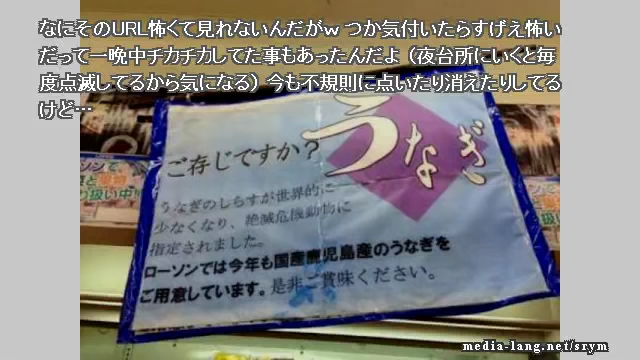 なにそのURL怖くて見れないんだがｗ つか気付いたらすげえ怖い
だって一晩中チカチカしてた事もあったんだよ（夜台所にいくと毎
度点滅してるから気になる）今も不規則に点いたり消えたりしてる
けど…
うなぎ
ご存じですか？
うなぎのしらすが世界的に
少なくなり、絶滅危機動物に
指定されました。
ローソンでは今年も国産鹿児島産のうなぎを
ご用意しています。是非ご賞味ください。
media-lang.net/srym